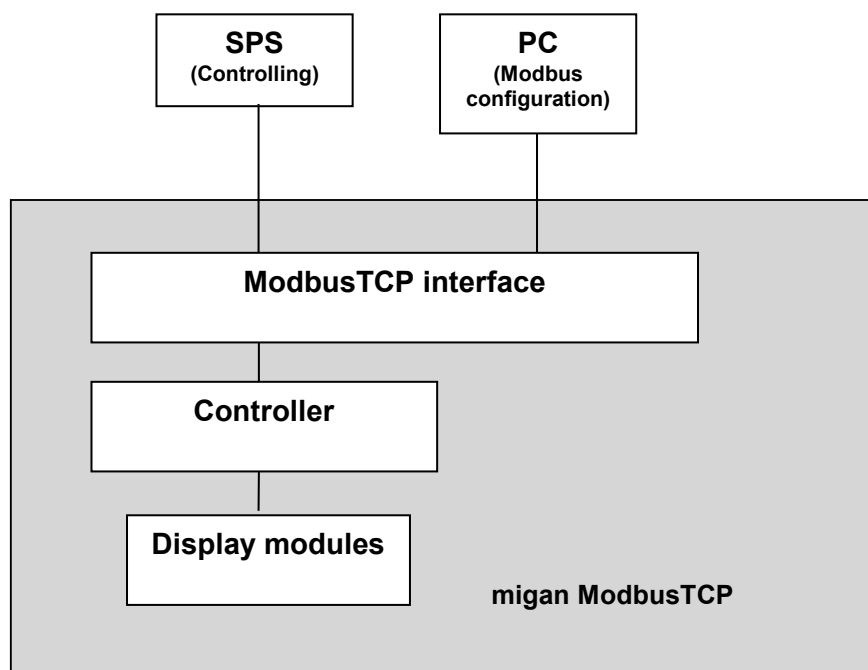 SPS
(Controlling)
PC
(Modbus
configuration)
ModbusTCP interface
Controller
Display modules
migan ModbusTCP